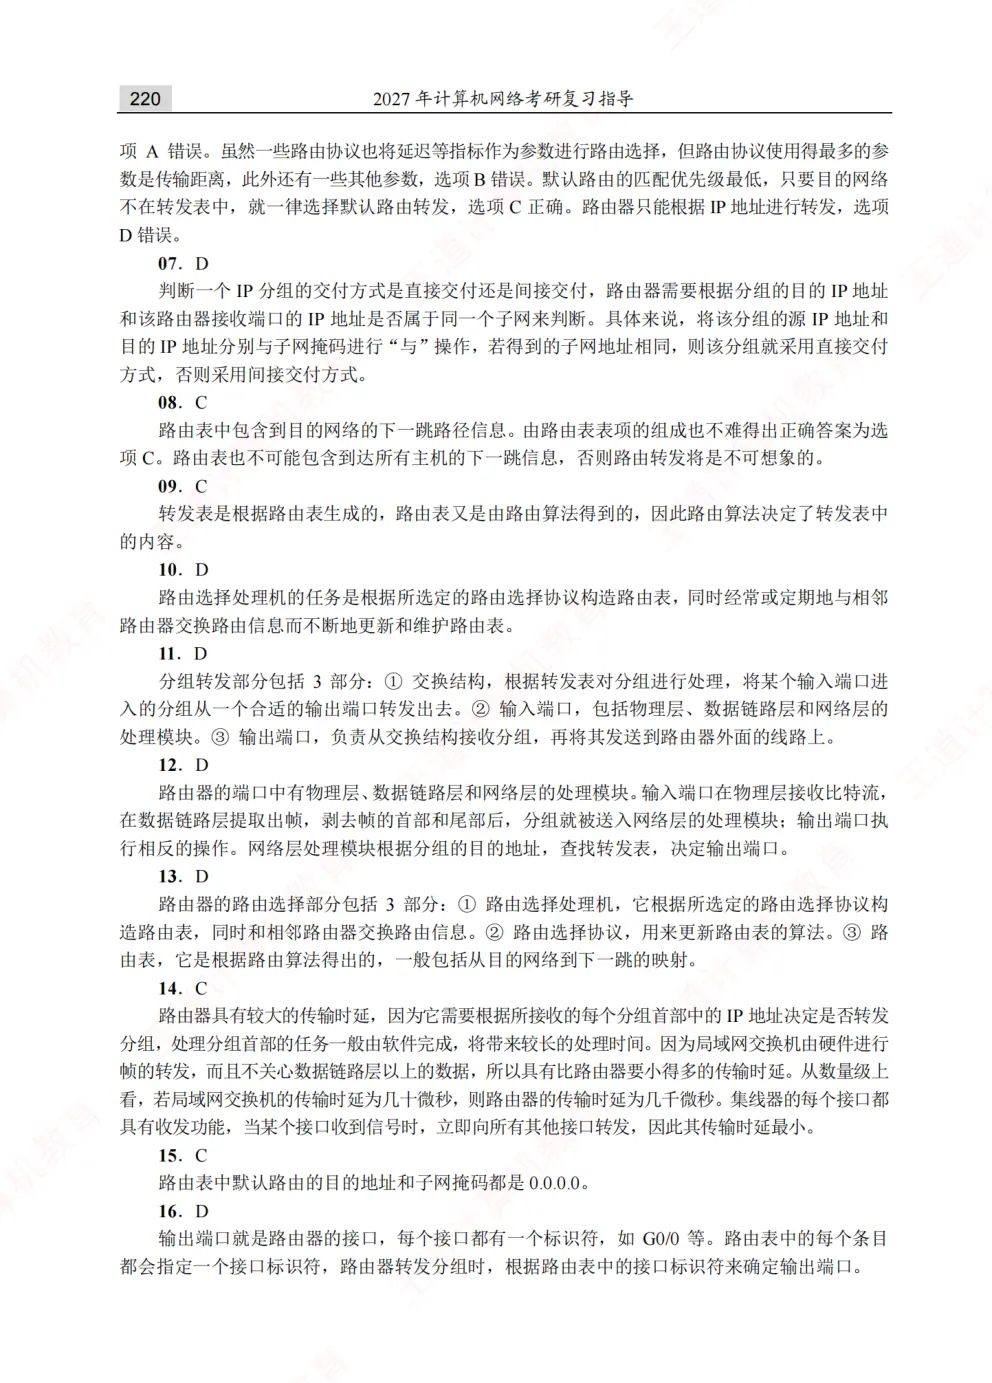 220
2027 年计算机网络考研复习指导
项 A 错误。虽然一些路由协议也将延迟等指标作为参数进行路由选择，但路由协议使用得最多的参
数是传输距离，此外还有一些其他参数，选项 B 错误。默认路由的匹配优先级最低，只要目的网络
不在转发表中，就一律选择默认路由转发，选项 C 正确。路由器只能根据 IP 地址进行转发，选项
D 错误。
07. D
判断一个 IP 分组的交付方式是直接交付还是间接交付，路由器需要根据分组的目的 IP 地址
和该路由器接收端口的 IP 地址是否属于同一个子网来判断。具体来说，将该分组的源 IP 地址和
目的 IP 地址分别与子网掩码进行“与”操作，若得到的子网地址相同，则该分组就采用直接交付
方式，否则采用间接交付方式。
08. C
路由表中包含到目的网络的下一跳路径信息。由路由表表项的组成也不难得出正确答案为选
项 C。路由表也不可能包含到达所有主机的下一跳信息，否则路由转发将是不可想象的。
09. C
转发表是根据路由表生成的，路由表又是由路由算法得到的，因此路由算法决定了转发表中
的内容。
10. D
路由选择处理机的任务是根据所选定的路由选择协议构造路由表，同时经常或定期地与相邻
路由器交换路由信息而不断地更新和维护路由表。
11. D
分组转发部分包括 3 部分：① 交换结构，根据转发表对分组进行处理，将某个输入端口进
入的分组从一个合适的输出端口转发出去。② 输入端口，包括物理层、数据链路层和网络层的
处理模块。③ 输出端口，负责从交换结构接收分组，再将其发送到路由器外面的线路上。
12. D
路由器的端口中有物理层、数据链路层和网络层的处理模块。输入端口在物理层接收比特流，
在数据链路层提取出帧，剥去帧的首部和尾部后，分组就被送入网络层的处理模块；输出端口执
行相反的操作。网络层处理模块根据分组的目的地址，查找转发表，决定输出端口。
13. D
路由器的路由选择部分包括 3 部分：① 路由选择处理机，它根据所选定的路由选择协议构
造路由表，同时和相邻路由器交换路由信息。② 路由选择协议，用来更新路由表的算法。③ 路
由表，它是根据路由算法得出的，一般包括从目的网络到下一跳的映射。
14. C
路由器具有较大的传输时延，因为它需要根据所接收的每个分组首部中的 IP 地址决定是否转发
分组，处理分组首部的任务一般由软件完成，将带来较长的处理时间。因为局域网交换机由硬件进行
帧的转发，而且不关心数据链路层以上的数据，所以具有比路由器要小得多的传输时延。从数量级上
看，若局域网交换机的传输时延为几十微秒，则路由器的传输时延为几千微秒。集线器的每个接口都
具有收发功能，当某个接口收到信号时，立即向所有其他接口转发，因此其传输时延最小。
15. C
路由表中默认路由的目的地址和子网掩码都是 0.0.0.0。
16. D
输出端口就是路由器的接口，每个接口都有一个标识符，如 G0/0 等。路由表中的每个条目
都会指定一个接口标识符，路由器转发分组时，根据路由表中的接口标识符来确定输出端口。